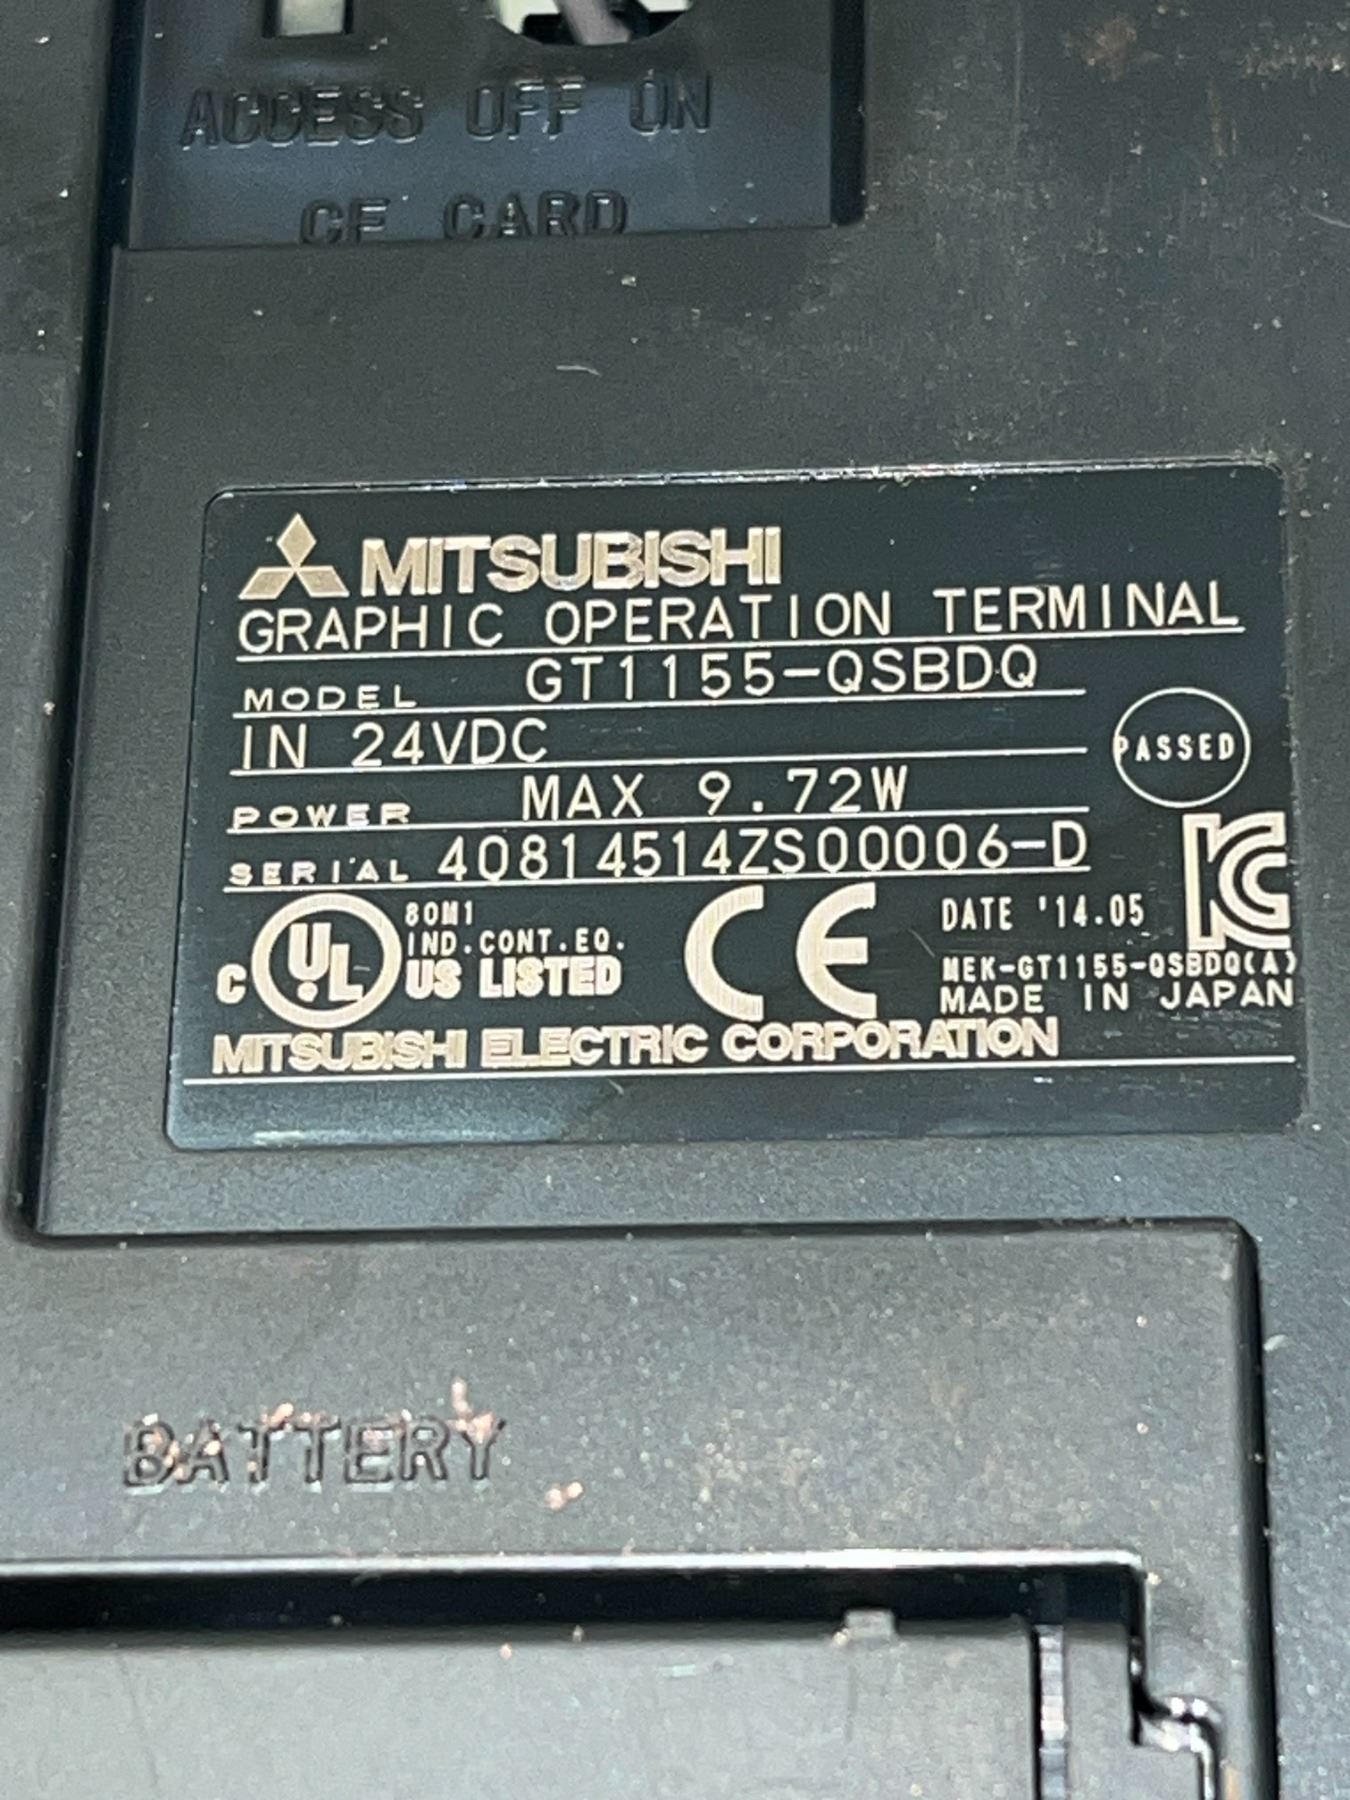 ACCESS OFF ON
CF CARD
MITSUBISHI
GRAPHIC OPERATION TERMINAL
MODEL GT1155-QSBDQ
IN 24VDC
PASSED
POWER MAX 9.72W
SERIAL 40814514ZS00006-D
80M1
IND.CONT.EQ.
C UL US LISTED
CE
DATE '14.05
MEK-GT1155-QSBDQ(A)
MADE IN JAPAN
MITSUBISHI ELECTRIC CORPORATION
BATTERY